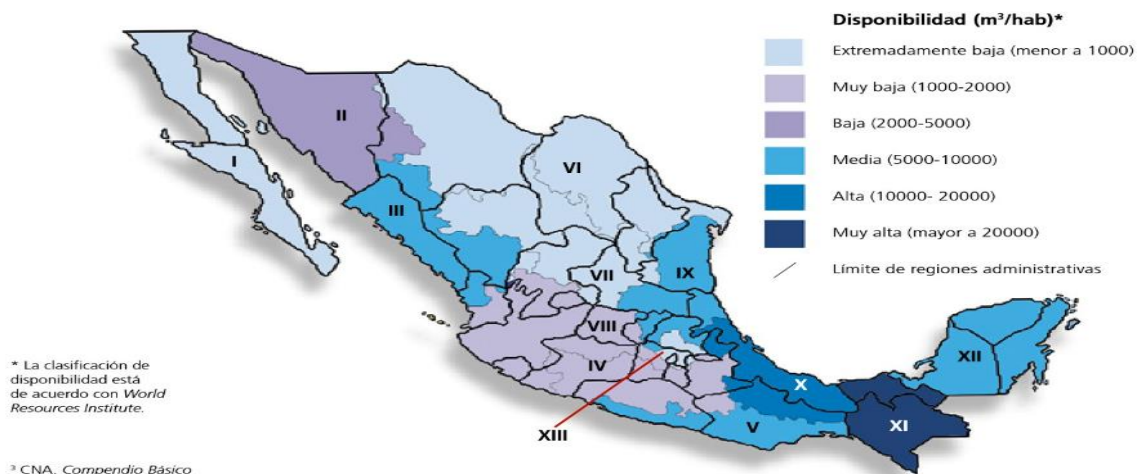 Disponibilidad (m³/hab)*
Extremadamente baja (menor a 1000)
Muy baja (1000-2000)
Baja (2000-5000)
Media (5000-10000)
Alta (10000- 20000)
Muy alta (mayor a 20000)
Límite de regiones administrativas
I
II
III
VI
VII
IX
VIII
IV
XIII
V
X
XI
XII
* La clasificación de
disponibilidad está
de acuerdo con World
Resources Institute.
³ CNA. Compendio Básico